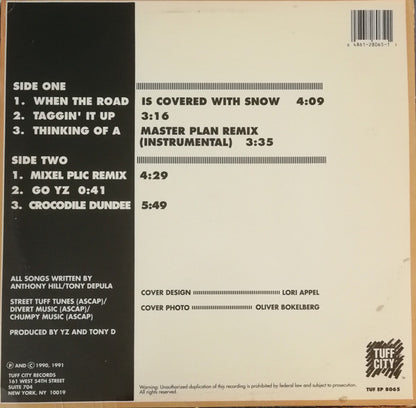 6 4861-28065-1 1
SIDE ONE
1. WHEN THE ROAD IS COVERED WITH SNOW 4:09
2. TAGGIN' IT UP 3:16
3. THINKING OF A MASTER PLAN REMIX
(INSTRUMENTAL) 3:35
SIDE TWO
1. MIXEL PLIC REMIX 4:29
2. GO YZ 0:41
3. CROCODILE DUNDEE 5:49
ALL SONGS WRITTEN BY
ANTHONY HILL/TONY DEPULA
STREET TUFF TUNES (ASCAP)/
DIVERT MUSIC (ASCAP)/
CHUMPY MUSIC (ASCAP)
PRODUCED BY YZ AND TONY D
COVER DESIGN LORI APPEL
COVER PHOTO OLIVER BOKELBERG
Ⓟ AND © 1990, 1991
TUFF CITY RECORDS
161 WEST 54TH STREET
SUITE 704
NEW YORK, NY 10019
Warning: Unauthorized duplication of this recording is prohibited by federal law and subject to
All rights reserved.
TUFF
CITY
TUF EP 8065